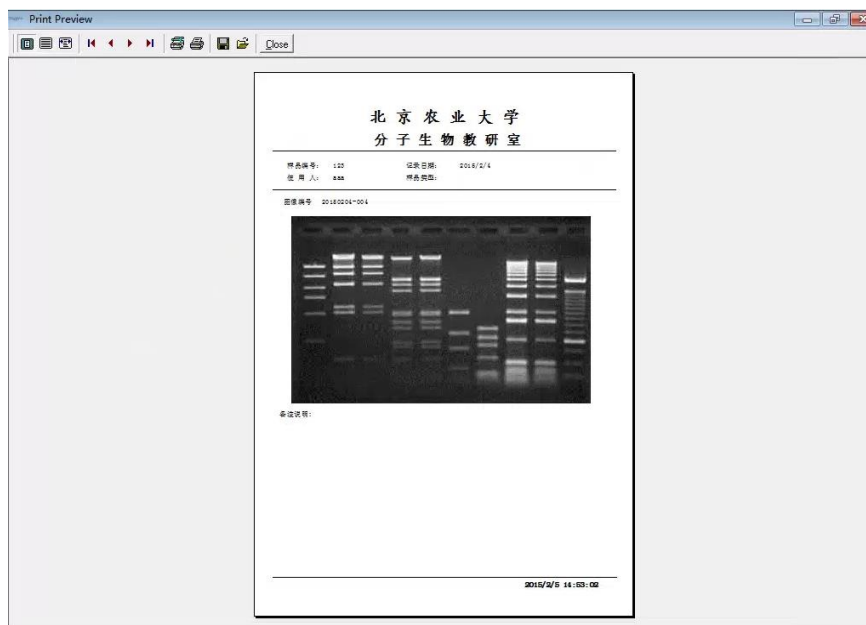 Print Preview
Close
北京农业大学
分子生物教研室
样品编号: 123 记录日期: 2015/2/4
使用人: aaa 样品类型:
图像编号 20150204-004
备注说明:
2015/2/5 14:53:02